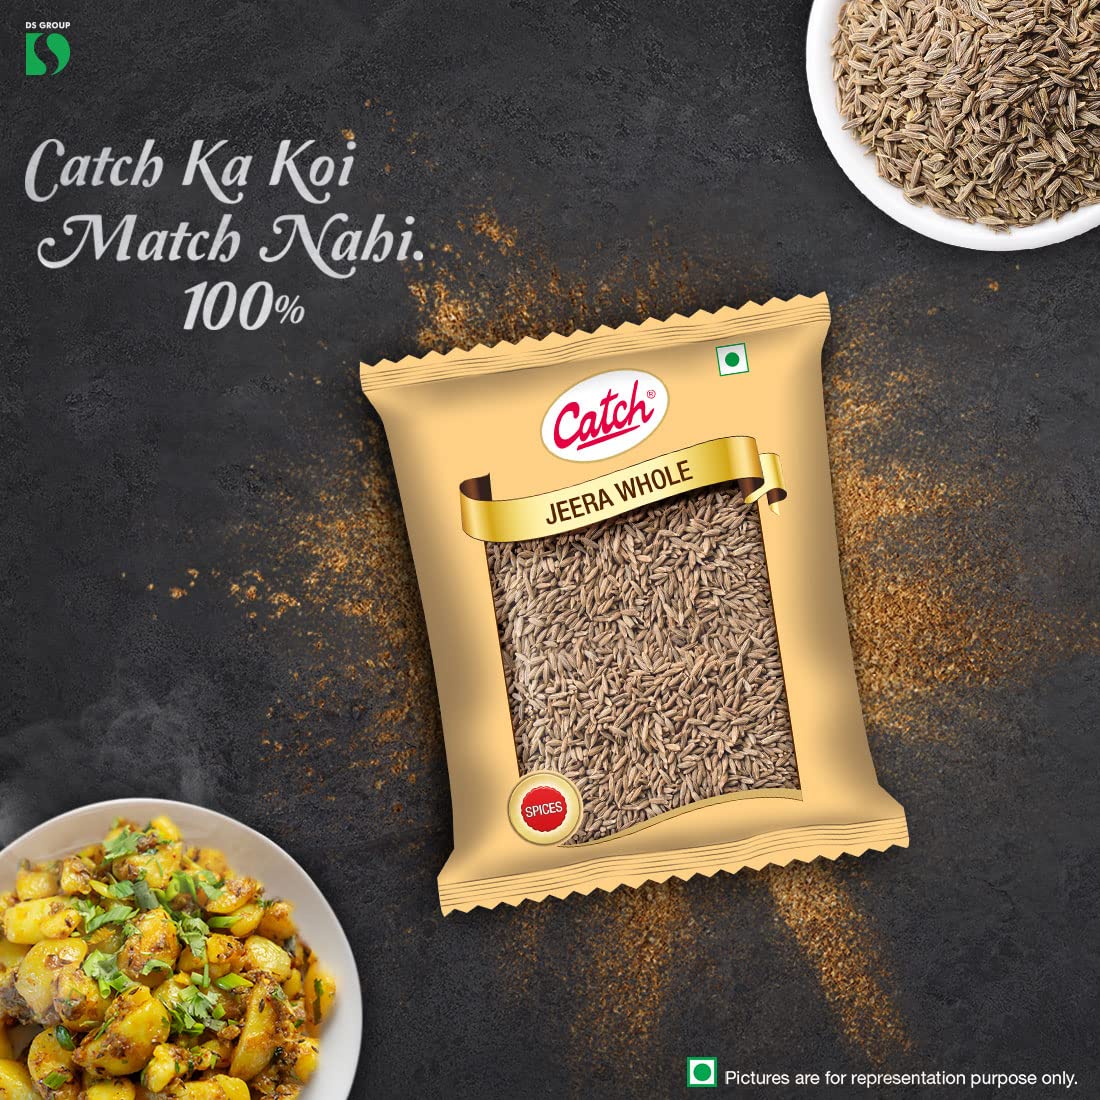 DS GROUP
Catch Ka Koi
Match Nahi.
100%
Catch®
JEERA WHOLE
SPICES
Pictures are for representation purpose only.